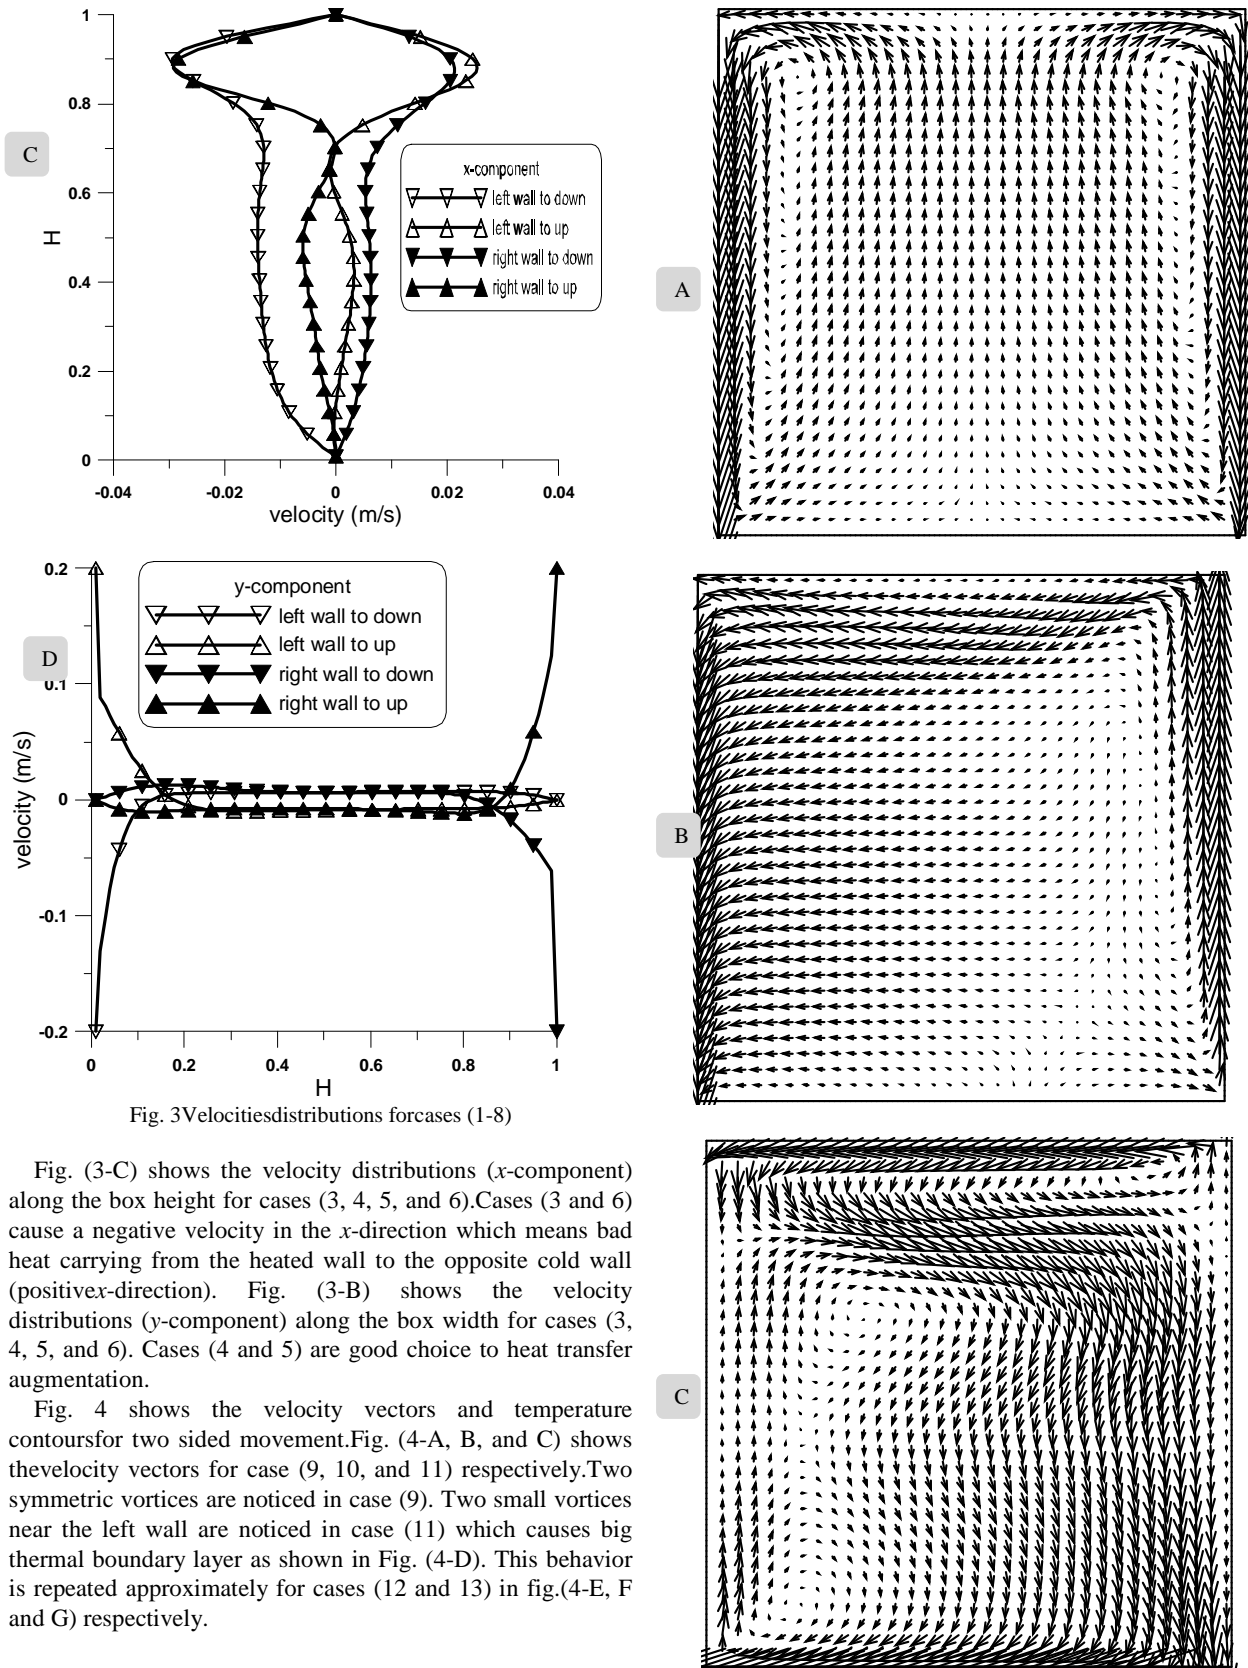 1
0.8
0.6
0.4
0.2
0
H
C
x-component
left wall to down
left wall to up
right wall to down
right wall to up
-0.04
-0.02
0
0.02
0.04
velocity (m/s)
0.2
0.1
0
-0.1
-0.2
velocity (m/s)
D
y-component
left wall to down
left wall to up
right wall to down
right wall to up
0
0.2
0.4
0.6
0.8
1
H
Fig. 3Velocitiesdistributions forcases (1-8)
Fig. (3-C) shows the velocity distributions (x-component)
along the box height for cases (3, 4, 5, and 6).Cases (3 and 6)
cause a negative velocity in the x-direction which means bad
heat carrying from the heated wall to the opposite cold wall
(positivex-direction). Fig. (3-B) shows the velocity
distributions (y-component) along the box width for cases (3,
4, 5, and 6). Cases (4 and 5) are good choice to heat transfer
augmentation.
Fig. 4 shows the velocity vectors and temperature
contoursfor two sided movement.Fig. (4-A, B, and C) shows
thevelocity vectors for case (9, 10, and 11) respectively.Two
symmetric vortices are noticed in case (9). Two small vortices
near the left wall are noticed in case (11) which causes big
thermal boundary layer as shown in Fig. (4-D). This behavior
is repeated approximately for cases (12 and 13) in fig.(4-E, F
and G) respectively.
A
B
C